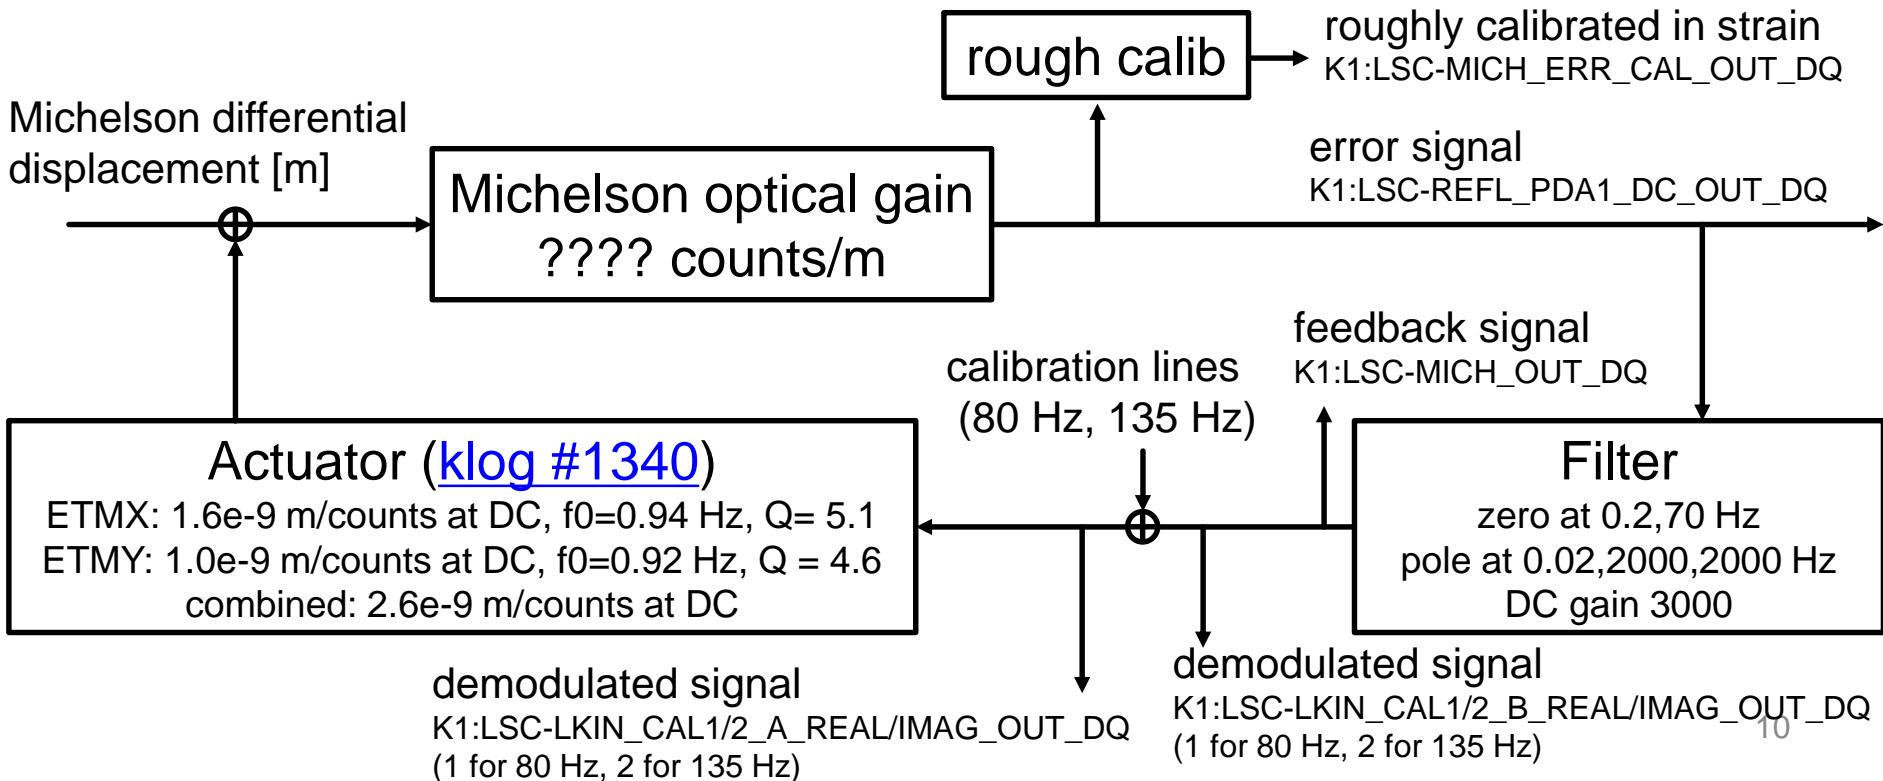 rough calib
roughly calibrated in strain
K1:LSC-MICH_ERR_CAL_OUT_DQ
Michelson differential
displacement [m]
Michelson optical gain
???? counts/m
error signal
K1:LSC-REFL_PDA1_DC_OUT_DQ
feedback signal
K1:LSC-MICH_OUT_DQ
calibration lines
(80 Hz, 135 Hz)
Actuator (klog #1340)
ETMX: 1.6e-9 m/counts at DC, f0=0.94 Hz, Q= 5.1
ETMY: 1.0e-9 m/counts at DC, f0=0.92 Hz, Q = 4.6
combined: 2.6e-9 m/counts at DC
Filter
zero at 0.2,70 Hz
pole at 0.02,2000,2000 Hz
DC gain 3000
demodulated signal
K1:LSC-LKIN_CAL1/2_A_REAL/IMAG_OUT_DQ
(1 for 80 Hz, 2 for 135 Hz)
demodulated signal
K1:LSC-LKIN_CAL1/2_B_REAL/IMAG_OUT_DQ
(1 for 80 Hz, 2 for 135 Hz)
10